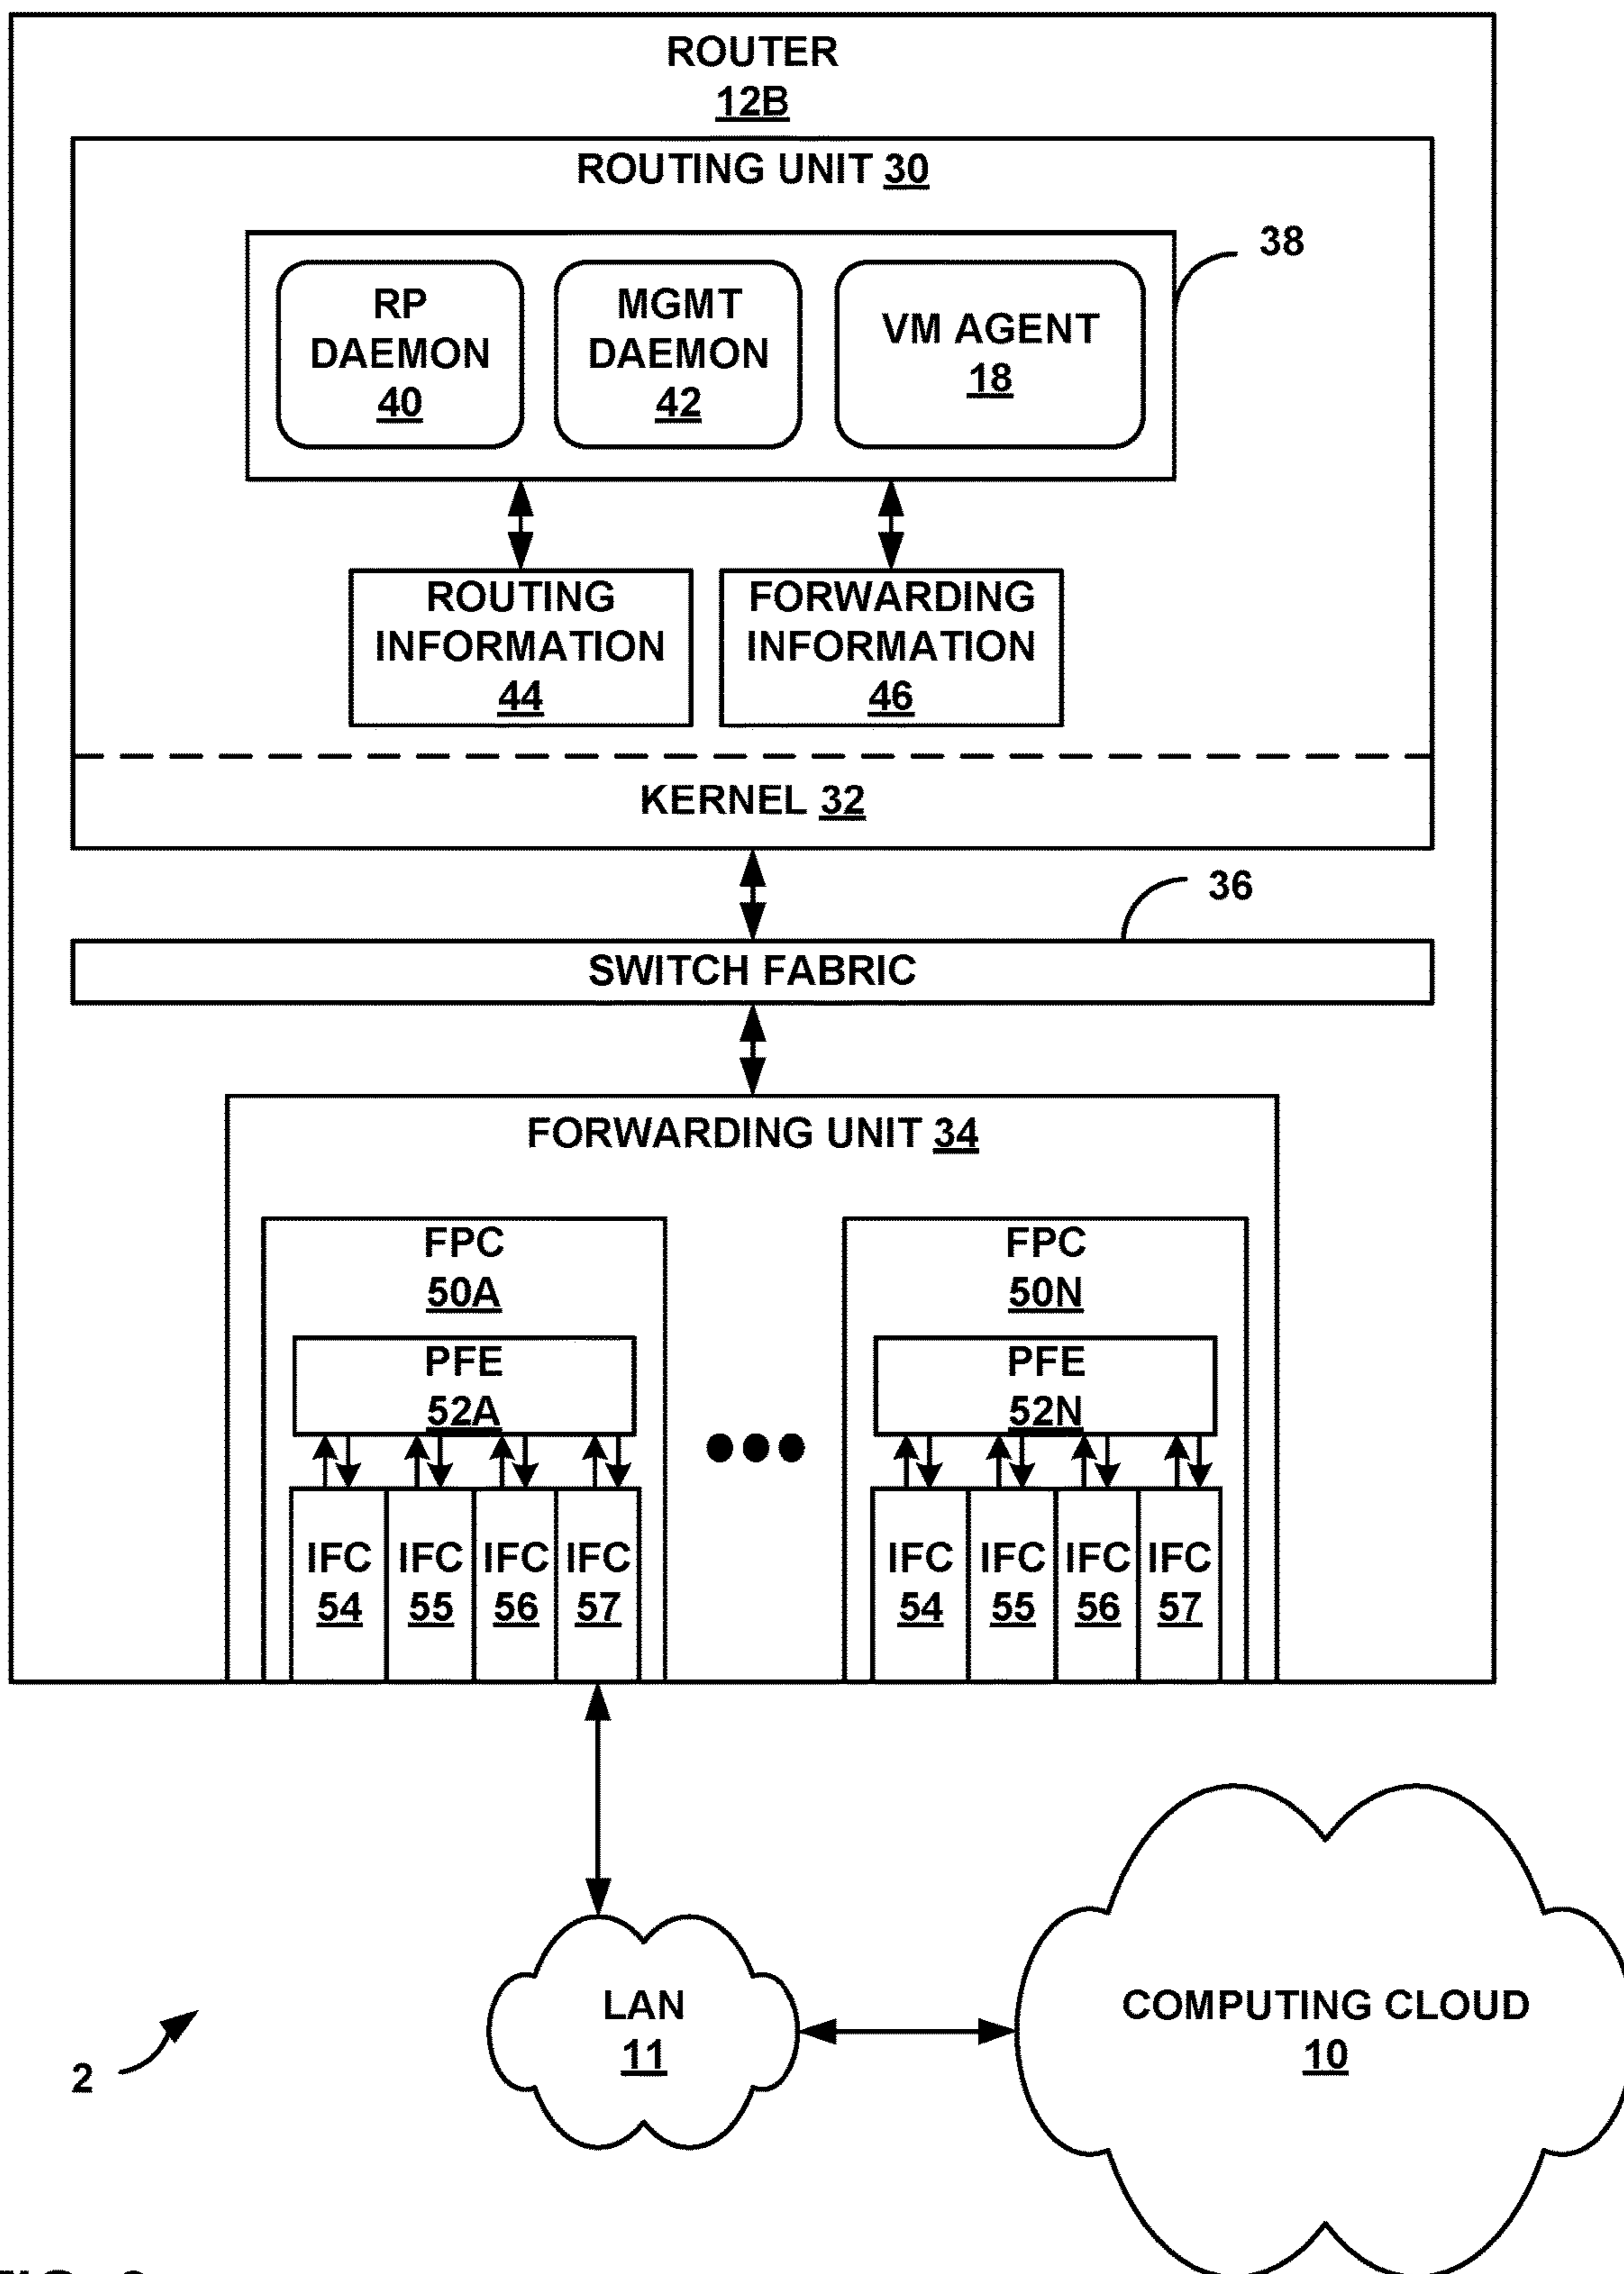 ROUTER
12B
ROUTING UNIT 30
38
RP
DAEMON
40
MGMT
DAEMON
42
VM AGENT
18
ROUTING
INFORMATION
44
FORWARDING
INFORMATION
46
KERNEL 32
36
SWITCH FABRIC
FORWARDING UNIT 34
FPC
50A
PFE
52A
IFC
54
IFC
55
IFC
56
IFC
57
FPC
50N
PFE
52N
IFC
54
IFC
55
IFC
56
IFC
57
LAN
11
COMPUTING CLOUD
10
2